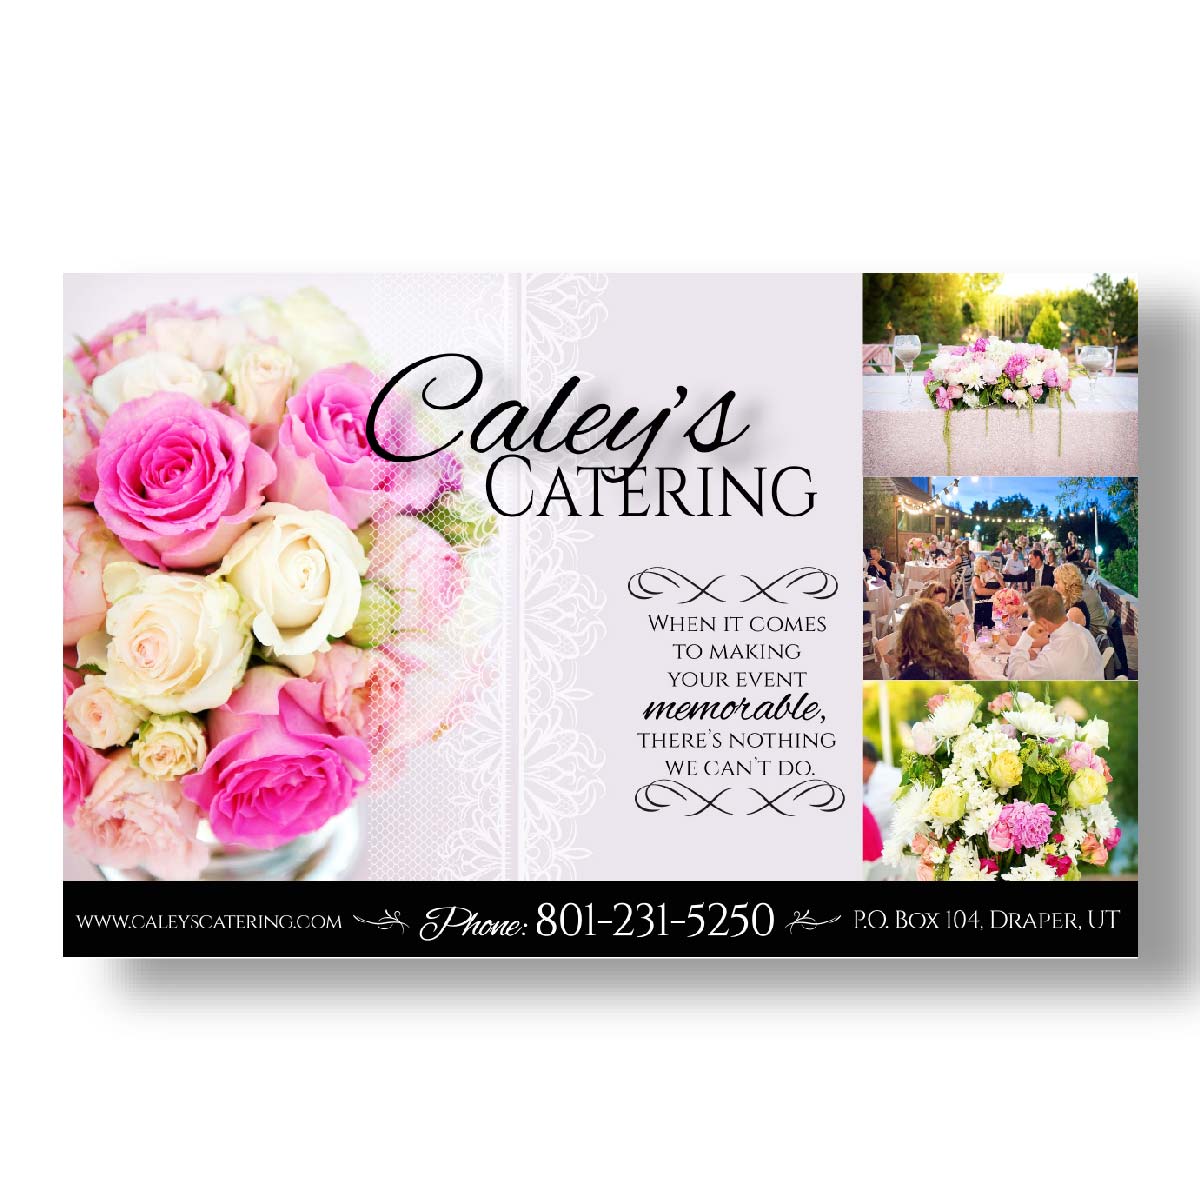 Caley's
CATERING
WHEN IT COMES
TO MAKING
YOUR EVENT
memorable,
THERE'S NOTHING
WE CAN'T DO.
WWW.CALEYSCATERING.COM Phone: 801-231-5250 P.O. BOX 104, DRAPER, UT